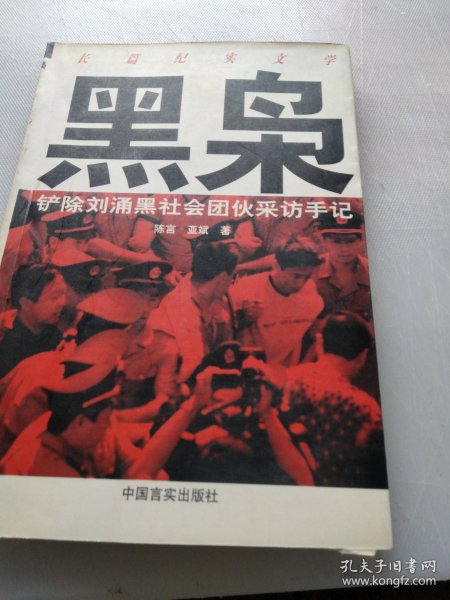 长篇纪实文学
黑枭
铲除刘涌黑社会团伙采访手记
陈言 亚斌 著
中国言实出版社
孔夫子旧书网
www.kongfz.com